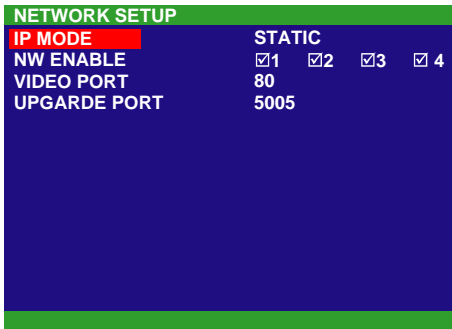 NETWORK SETUP
IP MODE STATIC
NW ENABLE ☑1 ☑2 ☑3 ☑ 4
VIDEO PORT 80
UPGARDE PORT 5005